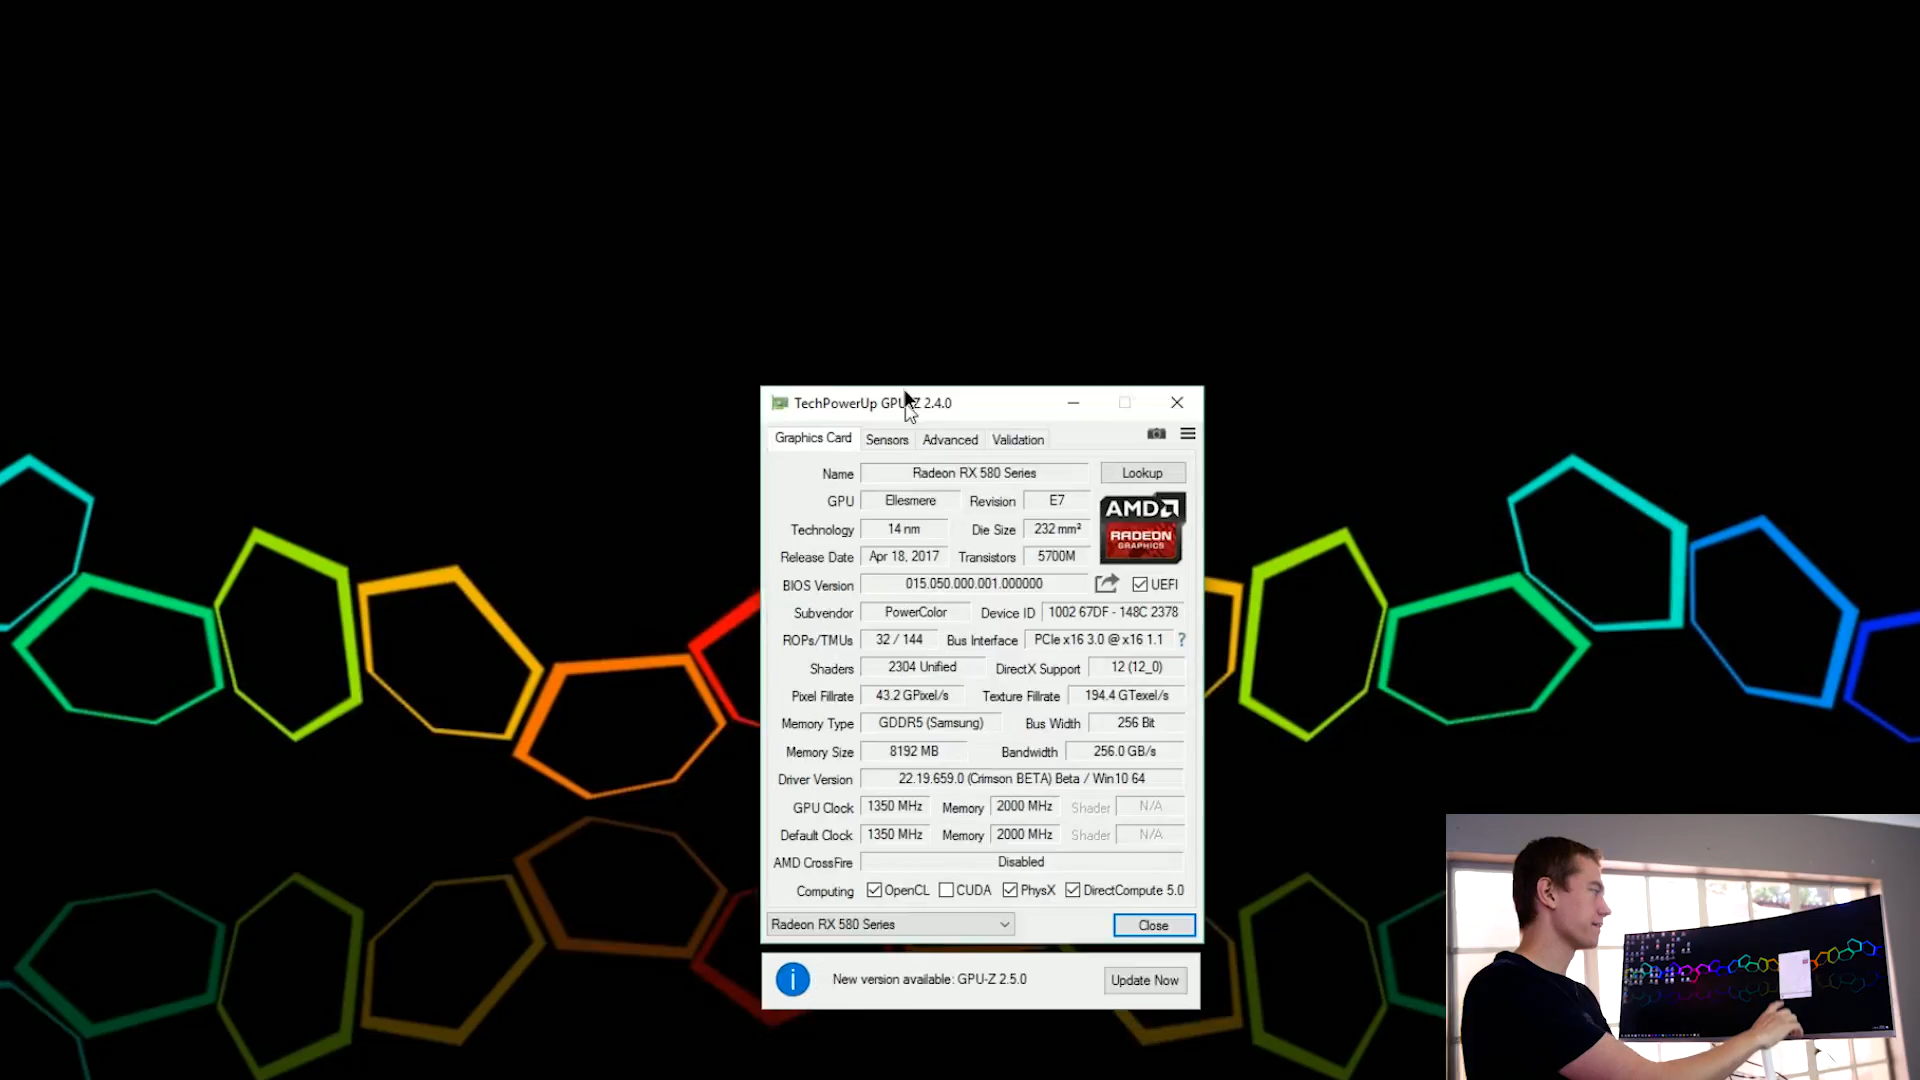 TechPowerUp GPU-Z 2.4.0
Graphics Card Sensors Advanced Validation
Name Radeon RX 580 Series Lookup
GPU Ellesmere Revision E7
AMD
RADEON
GRAPHICS
Technology 14 nm Die Size 232 mm²
Release Date Apr 18, 2017 Transistors 5700M
BIOS Version 015.050.000.001.000000 UEFI
Subvendor PowerColor Device ID 1002 67DF - 148C 2378
ROPs/TMUs 32 / 144 Bus Interface PCIe x16 3.0 @ x16 1.1 ?
Shaders 2304 Unified DirectX Support 12 (12_0)
Pixel Fillrate 43.2 GPixel/s Texture Fillrate 194.4 GTexel/s
Memory Type GDDR5 (Samsung) Bus Width 256 Bit
Memory Size 8192 MB Bandwidth 256.0 GB/s
Driver Version 22.19.659.0 (Crimson BETA) Beta / Win10 64
GPU Clock 1350 MHz Memory 2000 MHz Shader N/A
Default Clock 1350 MHz Memory 2000 MHz Shader N/A
AMD CrossFire Disabled
Computing OpenCL CUDA PhysX DirectCompute 5.0
Radeon RX 580 Series Close
New version available: GPU-Z 2.5.0 Update Now